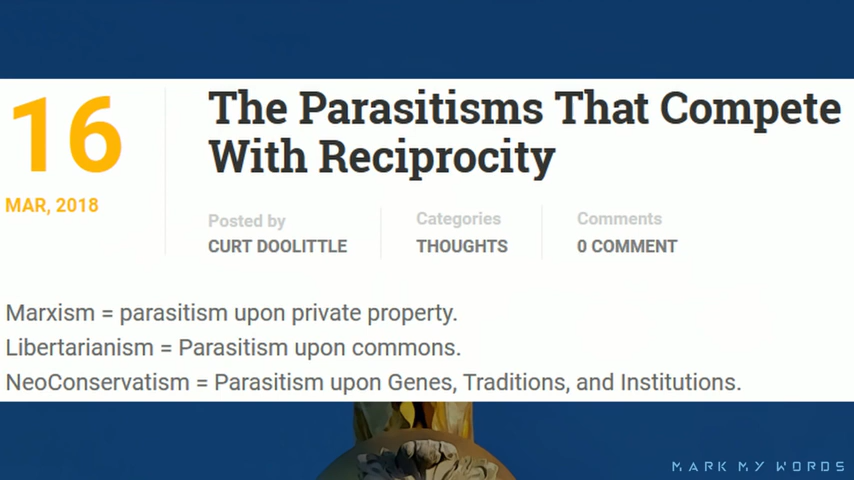 16
MAR, 2018
The Parasitisms That Compete
With Reciprocity
Posted by
CURT DOOLITTLE
Categories
THOUGHTS
Comments
0 COMMENT
Marxism = parasitism upon private property.
Libertarianism = Parasitism upon commons.
NeoConservatism = Parasitism upon Genes, Traditions, and Institutions.
MARK MY WORDS